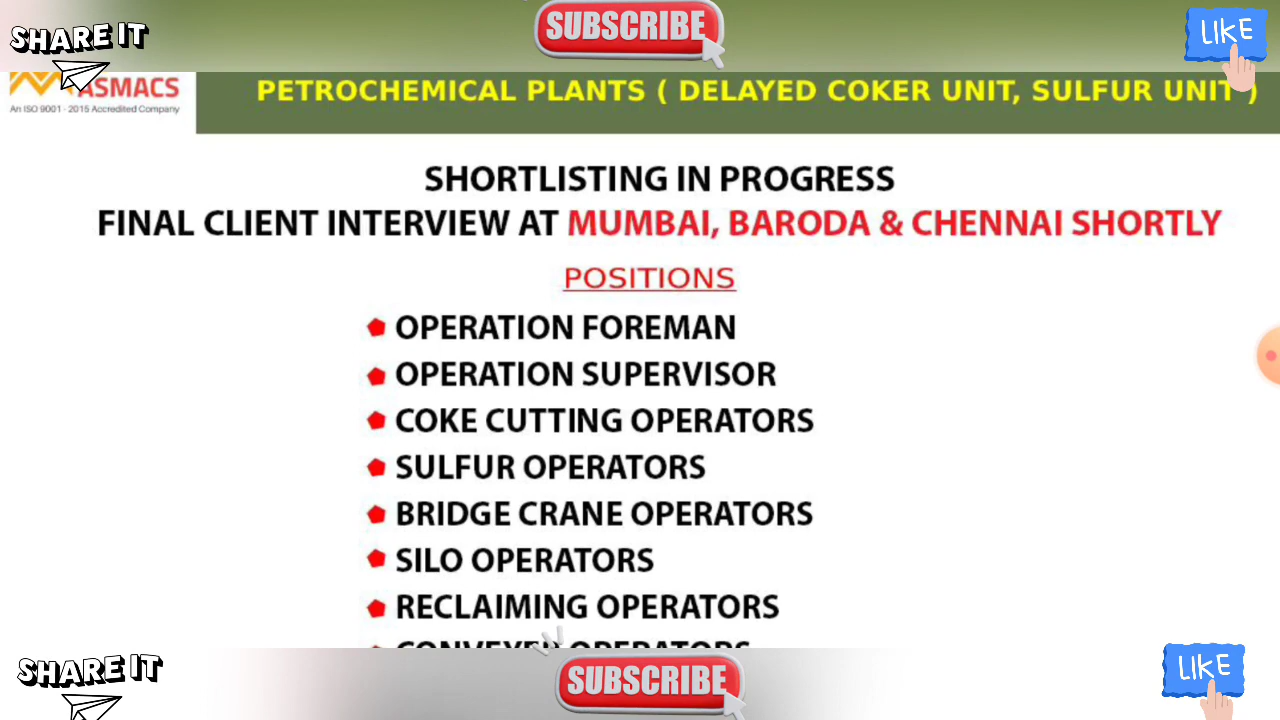 SHARE IT
SUBSCRIBE
LIKE
ASMACS
An ISO 9001 - 2015 Accredited Company
PETROCHEMICAL PLANTS ( DELAYED COKER UNIT, SULFUR UNIT )
SHORTLISTING IN PROGRESS
FINAL CLIENT INTERVIEW AT MUMBAI, BARODA & CHENNAI SHORTLY
POSITIONS
OPERATION FOREMAN
OPERATION SUPERVISOR
COKE CUTTING OPERATORS
SULFUR OPERATORS
BRIDGE CRANE OPERATORS
SILO OPERATORS
RECLAIMING OPERATORS
CONVEYER OPERATORS
SHARE IT
SUBSCRIBE
LIKE